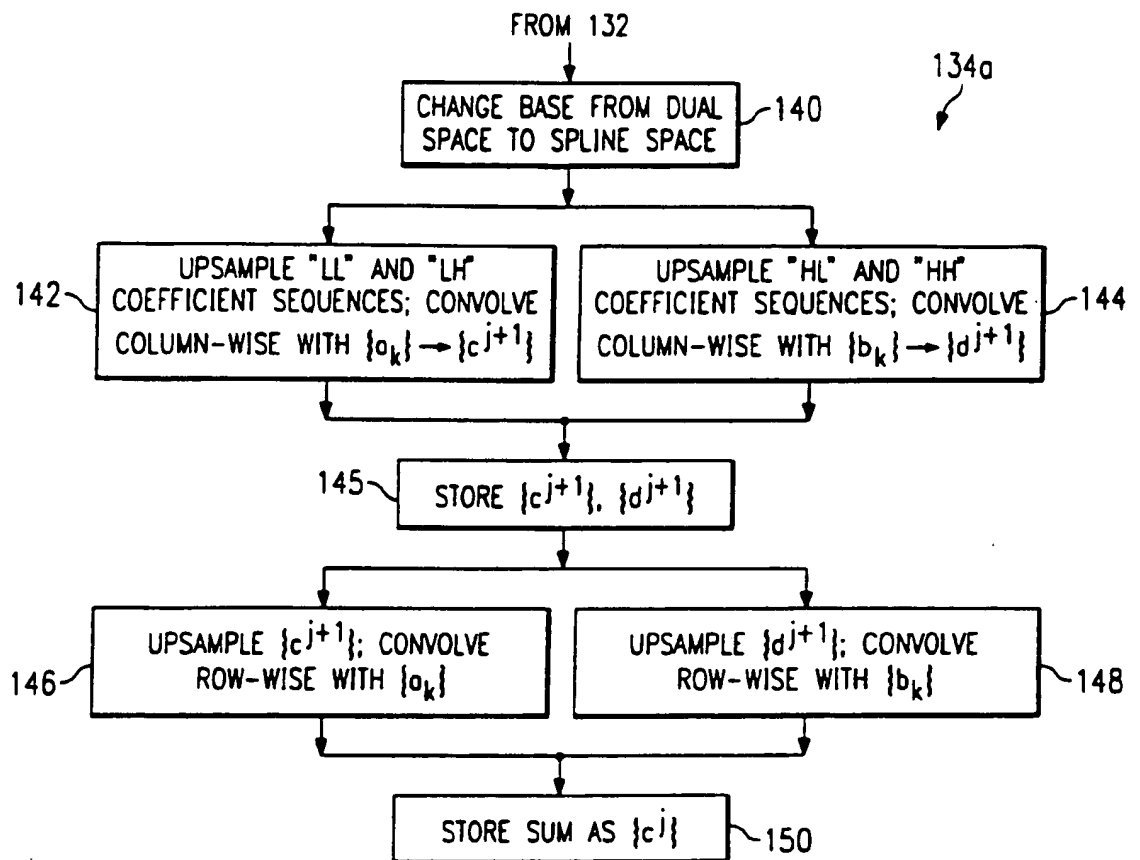 FROM 132
134a
CHANGE BASE FROM DUAL
SPACE TO SPLINE SPACE
140
UPSAMPLE "LL" AND "LH"
COEFFICIENT SEQUENCES; CONVOLVE
COLUMN-WISE WITH {a_k} → {c^{j+1}}
142
UPSAMPLE "HL" AND "HH"
COEFFICIENT SEQUENCES; CONVOLVE
COLUMN-WISE WITH {b_k} → {d^{j+1}}
144
145
STORE {c^{j+1}}, {d^{j+1}}
UPSAMPLE {c^{j+1}}; CONVOLVE
ROW-WISE WITH {a_k}
146
UPSAMPLE {d^{j+1}}; CONVOLVE
ROW-WISE WITH {b_k}
148
STORE SUM AS {c^j}
150